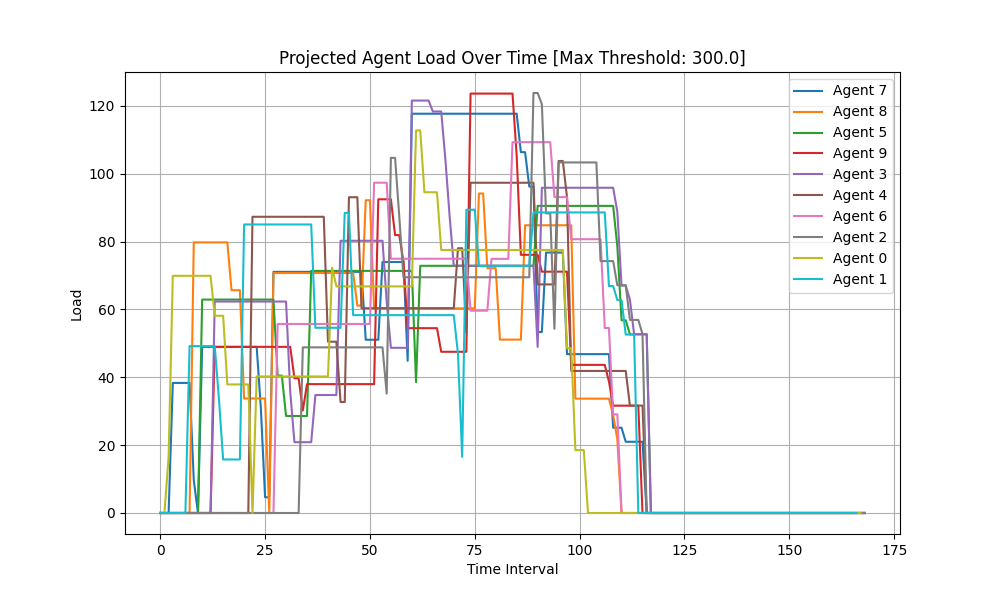 Projected Agent Load Over Time [Max Threshold: 300.0]
Load
120
100
80
60
40
20
0
0 25 50 75 100 125 150 175
Time Interval
Agent 7
Agent 8
Agent 5
Agent 9
Agent 3
Agent 4
Agent 6
Agent 2
Agent 0
Agent 1